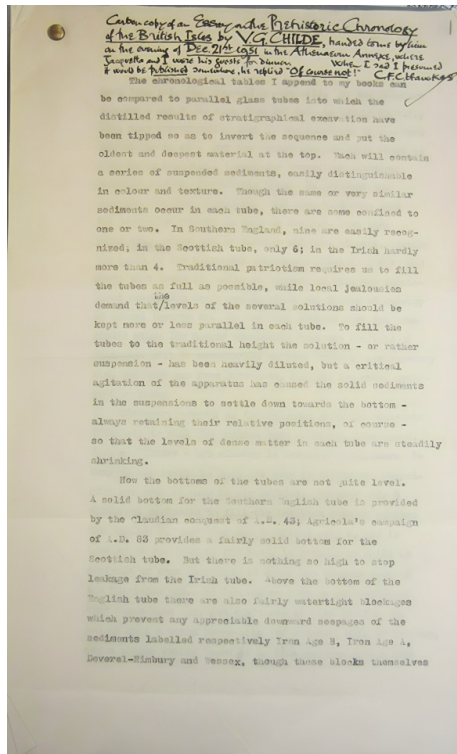 Carbon copy of an Essay on the Prehistoric Chronology
of the British Isles by V.G. CHILDE, handed to us by him
on the evening of Dec. 21st 1951 in the Athenaeum Annexe, where
Jacquetta and I were his guests for dinner. When I said I presumed
it would be published somewhere, he replied "Of course not!" C.F.C. Hawkes
The chronological tables I append to my books can
be compared to parallel glass tubes into which the
distilled results of stratigraphical excavation have
been tipped so as to invert the sequence and put the
oldest and deepest material at the top. Each will contain
a series of suspended sediments, easily distinguishable
in colour and texture. Though the same or very similar
sediments occur in each tube, there are some confined to
one or two. In Southern England, nine are easily recog-
nized; in the Scottish tube, only 6; in the Irish hardly
more than 4. Traditional patriotism requires us to fill
the tubes as full as possible, while local jealousies
demand that/the levels of the several solutions should be
kept more or less parallel in each tube. To fill the
tubes to the traditional height the solution - or rather
suspension - has been heavily diluted, but a critical
agitation of the apparatus has caused the solid sediments
in the suspensions to settle down towards the bottom -
always retaining their relative positions, of course -
so that the levels of dense matter in each tube are steadily
shrinking.
Now the bottoms of the tubes are not quite level.
A solid bottom for the Southern English tube is provided
by the Claudian conquest of A.D. 43; Agricola's campaign
of A.D. 83 provides a fairly solid bottom for the
Scottish tube. But there is nothing so high to stop
leakage from the Irish tube. Above the bottom of the
English tube there are also fairly watertight blockages
which prevent any appreciable downward seepages of the
sediments labelled respectively Iron Age B, Iron Age A,
Deverel-Rimbury and Wessex, though these blocks themselves